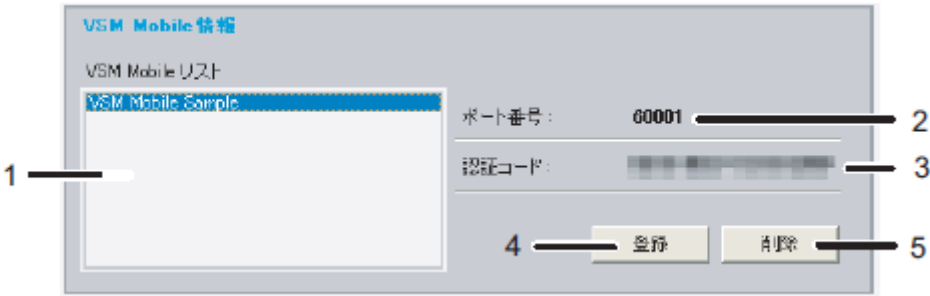 VSM Mobile 情報
VSM Mobile リスト
VSM Mobile Sample
ポート番号： 60001
認証コード：
登録
削除
1
2
3
4
5